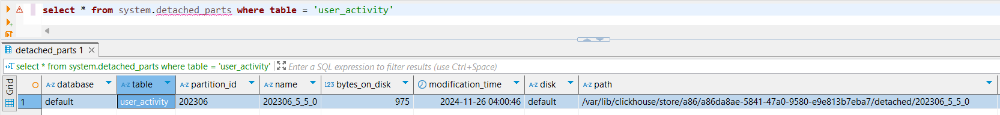 select * from system.detached_parts where table = 'user_activity'
detached_parts 1
select * from system.detached_parts where table = 'user_activity' Enter a SQL expression to filter results (use Ctrl+Space)
Grid
A-Z database A-Z table A-Z partition_id A-Z name 123 bytes_on_disk modification_time A-Z disk A-Z path
1 default user_activity 202306 202306_5_5_0 975 2024-11-26 04:00:46 default /var/lib/clickhouse/store/a86/a86da8ae-5841-47a0-9580-e9e813b7eba7/detached/202306_5_5_0